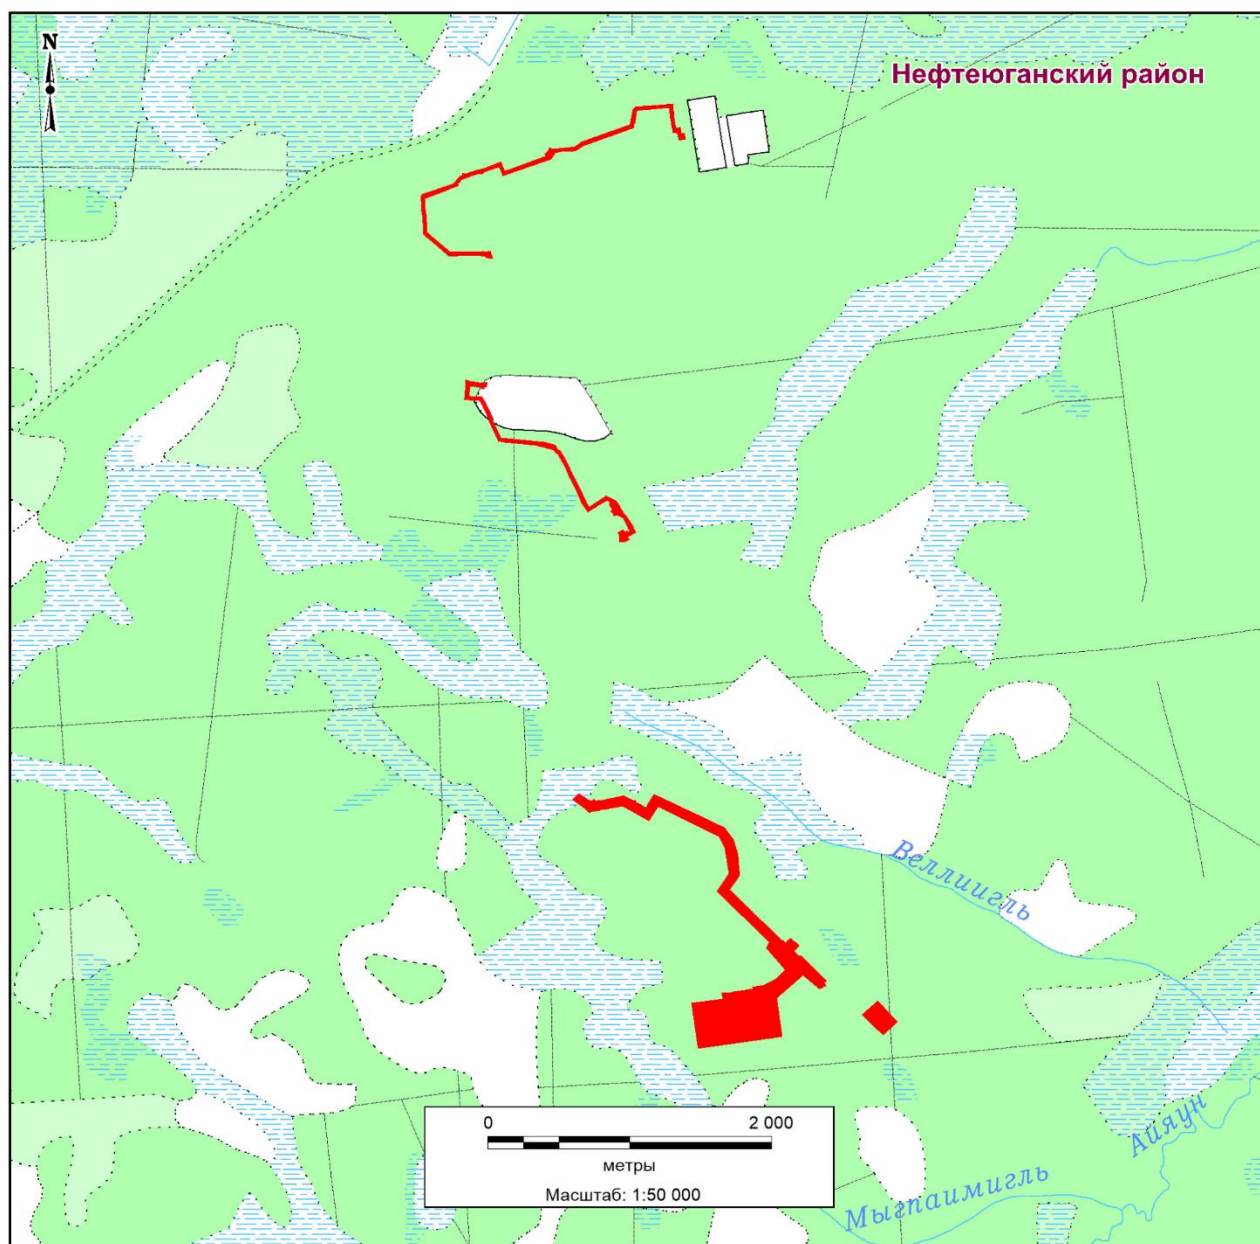 N
Нефтеюганский район
Веллиигль
Айяун
0 2 000
метры
Масштаб: 1:50 000
Мыгпаимигль